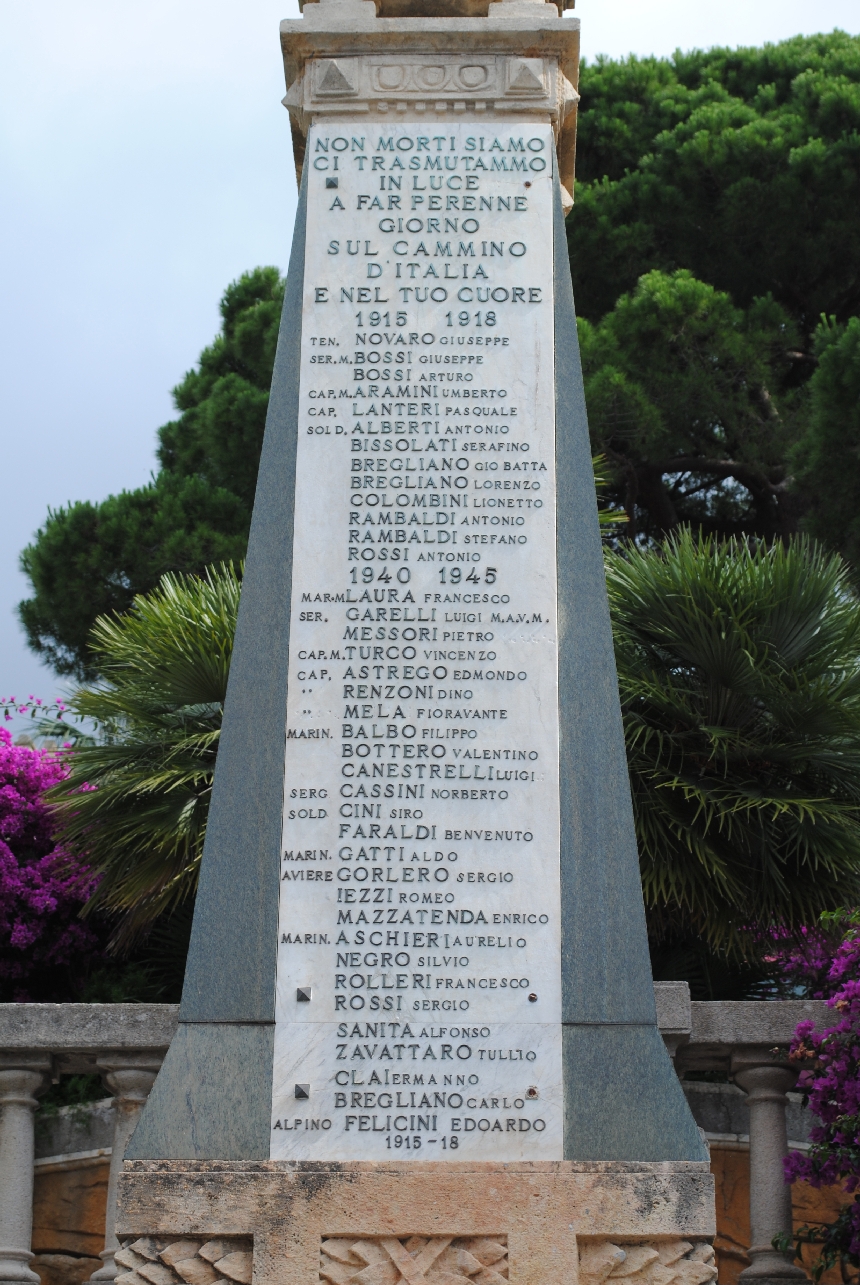 NON MORTI SIAMO
CI TRASMUTAMMO
IN LUCE
A FAR PERENNE
GIORNO
SUL CAMMINO
D'ITALIA
E NEL TUO CUORE
1915 1918
TEN. NOVARO GIUSEPPE
SER.M. BOSSI GIUSEPPE
BOSSI ARTURO
CAP.M. ARAMINI UMBERTO
CAP. LANTERI PASQUALE
SOLD. ALBERTI ANTONIO
BISSOLATI SERAFINO
BREGLIANO GIO BATTA
BREGLIANO LORENZO
COLOMBINI LIONETTO
RAMBALDI ANTONIO
RAMBALDI STEFANO
ROSSI ANTONIO
1940 1945
MAR.M. LAURA FRANCESCO
SER. GARELLI LUIGI M.A.V.M.
MESSORI PIETRO
CAP.M. TURCO VINCENZO
CAP. ASTREGO EDMONDO
" RENZONI DINO
" MELA FIORAVANTE
MARIN. BALBO FILIPPO
BOTTERO VALENTINO
CANESTRELLI LUIGI
SERG CASSINI NORBERTO
SOLD CINI SIRO
FARALDI BENVENUTO
MARIN. GATTI ALDO
AVIERE GORLERO SERGIO
IEZZI ROMEO
MAZZATENDA ENRICO
MARIN. ASCHIERI AURELIO
NEGRO SILVIO
ROLLERI FRANCESCO
ROSSI SERGIO
SANITA ALFONSO
ZAVATTARO TULLIO
CLAI ERMANNO
BREGLIANO CARLO
ALPINO FELICINI EDOARDO
1915-18